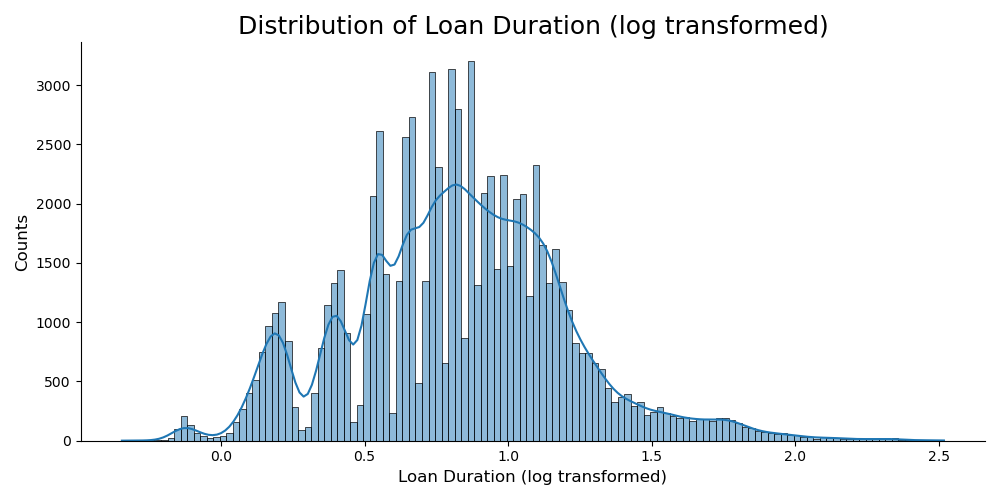 Distribution of Loan Duration (log transformed)
3000
2500
2000
1500
1000
500
0
Counts
0.0 0.5 1.0 1.5 2.0 2.5
Loan Duration (log transformed)